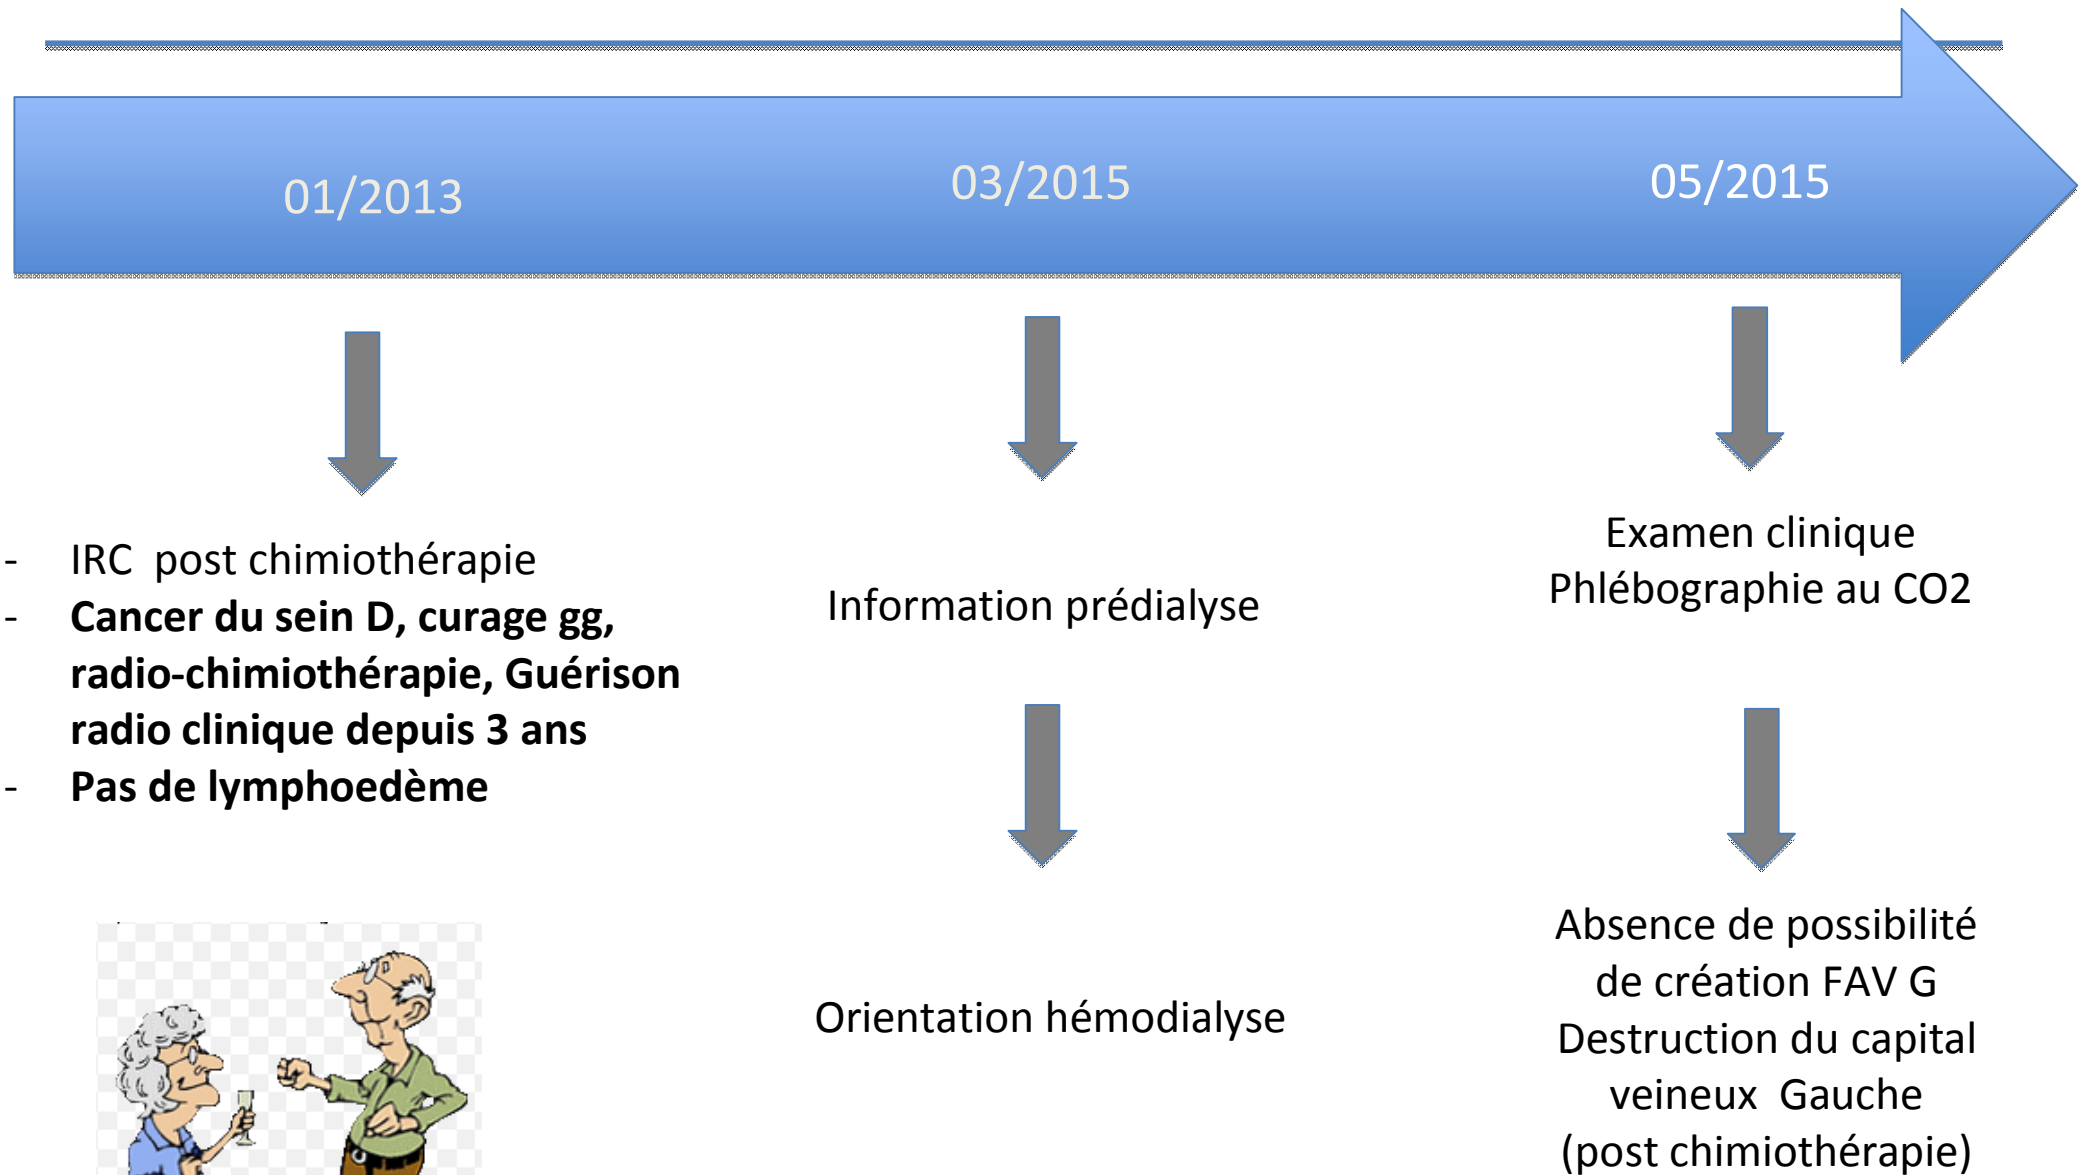 01/2013
03/2015
05/2015
- IRC post chimiothérapie
- Cancer du sein D, curage gg,
radio-chimiothérapie, Guérison
radio clinique depuis 3 ans
- Pas de lymphoedème
Information prédialyse
Orientation hémodialyse
Examen clinique
Phlébographie au CO2
Absence de possibilité
de création FAV G
Destruction du capital
veineux Gauche
(post chimiothérapie)